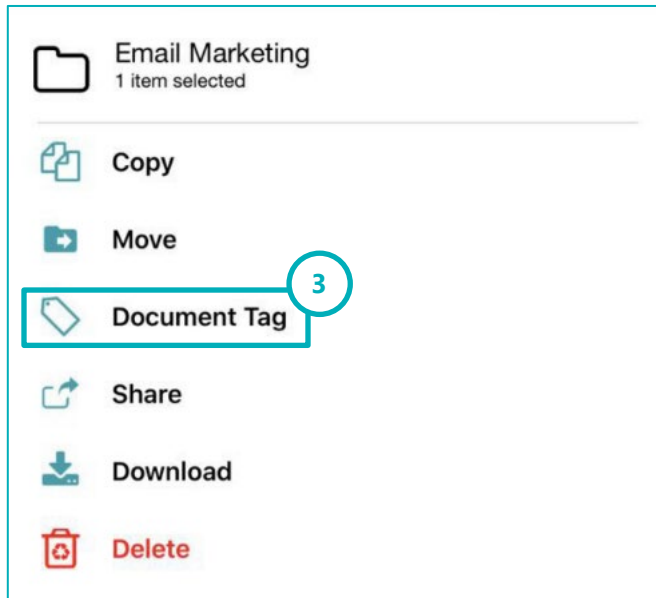 Email Marketing
1 item selected
Copy
Move
3
Document Tag
Share
Download
Delete